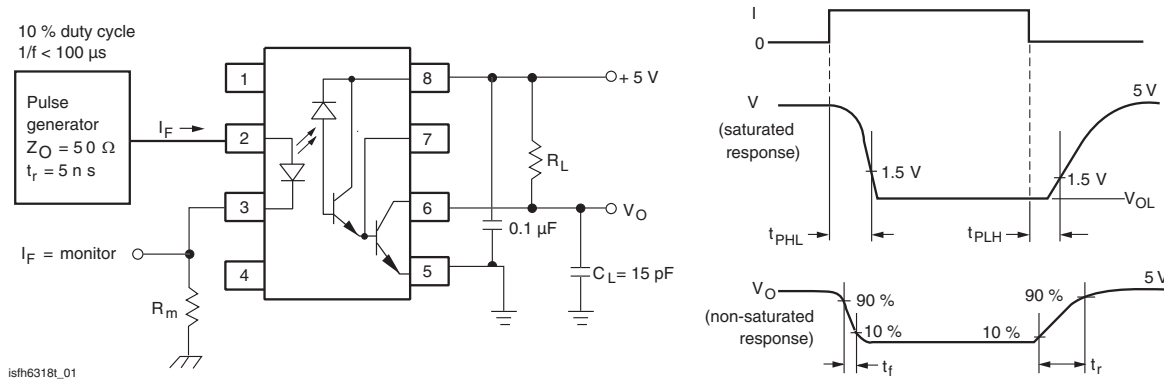 10 % duty cycle
1/f < 100 µs
Pulse
generator
Z_O = 50 Ω
t_r = 5 n s
I_F
1
2
3
4
8
7
6
5
+ 5 V
R_L
V_O
0.1 µF
C_L = 15 pF
I_F = monitor
R_m
isfh6318t_01
I
0
V
(saturated
response)
5 V
1.5 V
1.5 V
V_OL
t_PHL
t_PLH
V_O
(non-saturated
response)
90 %
10 %
10 %
90 %
5 V
t_f
t_r